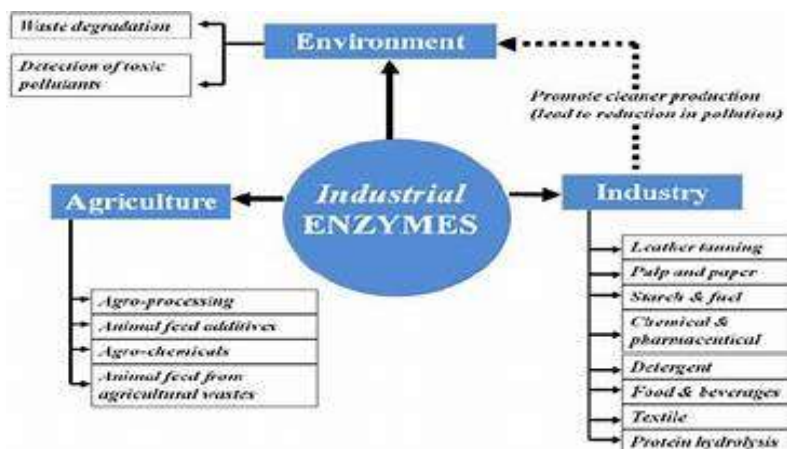 Waste degradation
Environment
Detection of toxic
pollutants
Promote cleaner production
(lead to reduction in pollution)
Agriculture
Industrial
ENZYMES
Industry
Agro-processing
Animal feed additives
Agro-chemicals
Animal feed from
agricultural wastes
Leather tanning
Pulp and paper
Starch & fuel
Chemical &
pharmaceutical
Detergent
Food & beverages
Textile
Protein hydrolysis